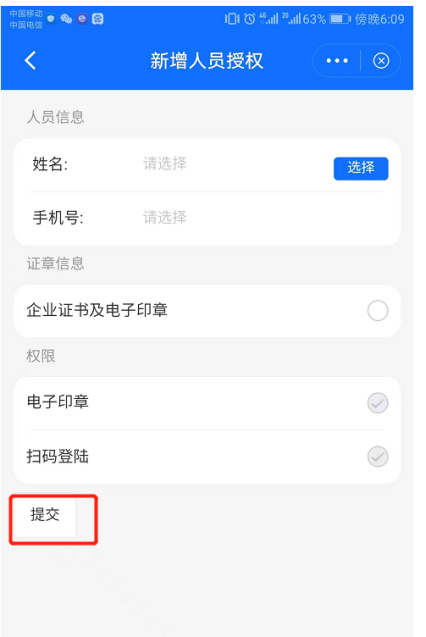 中国移动
中国电信
46 2G 63% 傍晚6:09
新增人员授权
人员信息
姓名: 请选择 选择
手机号: 请选择
证章信息
企业证书及电子印章
权限
电子印章
扫码登陆
提交